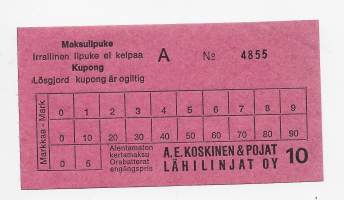 Maksulipuke
Irrallinen lipuke ei kelpaa
Kupong
Lösgjord kupong är ogiltig
A
№ 4855
Markkaa - Mark
0 1 2 3 4 5 6 7 8 9
0 10 20 30 40 50 60 70 80 90
0 5
Alentamaton
kertamaksu
Orabatterat
engångspris
A.E. KOSKINEN & POJAT
LÄHILINJAT OY
10